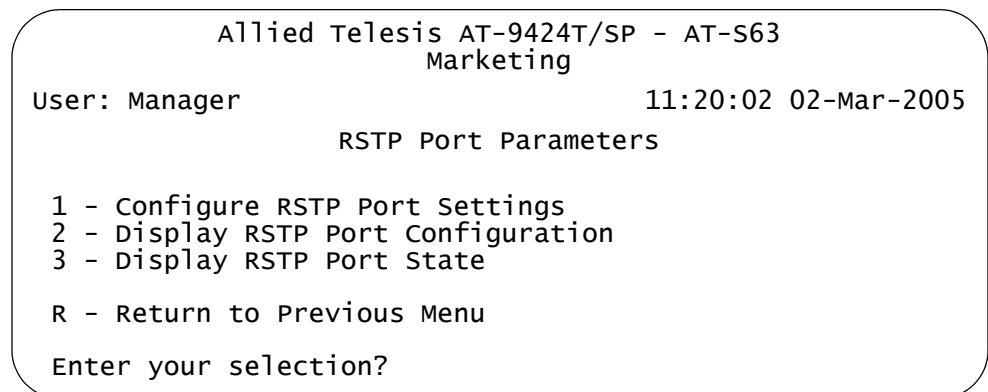 Allied Telesis AT-9424T/SP - AT-S63
Marketing
User: Manager 11:20:02 02-Mar-2005
RSTP Port Parameters
1 - Configure RSTP Port Settings
2 - Display RSTP Port Configuration
3 - Display RSTP Port State
R - Return to Previous Menu
Enter your selection?